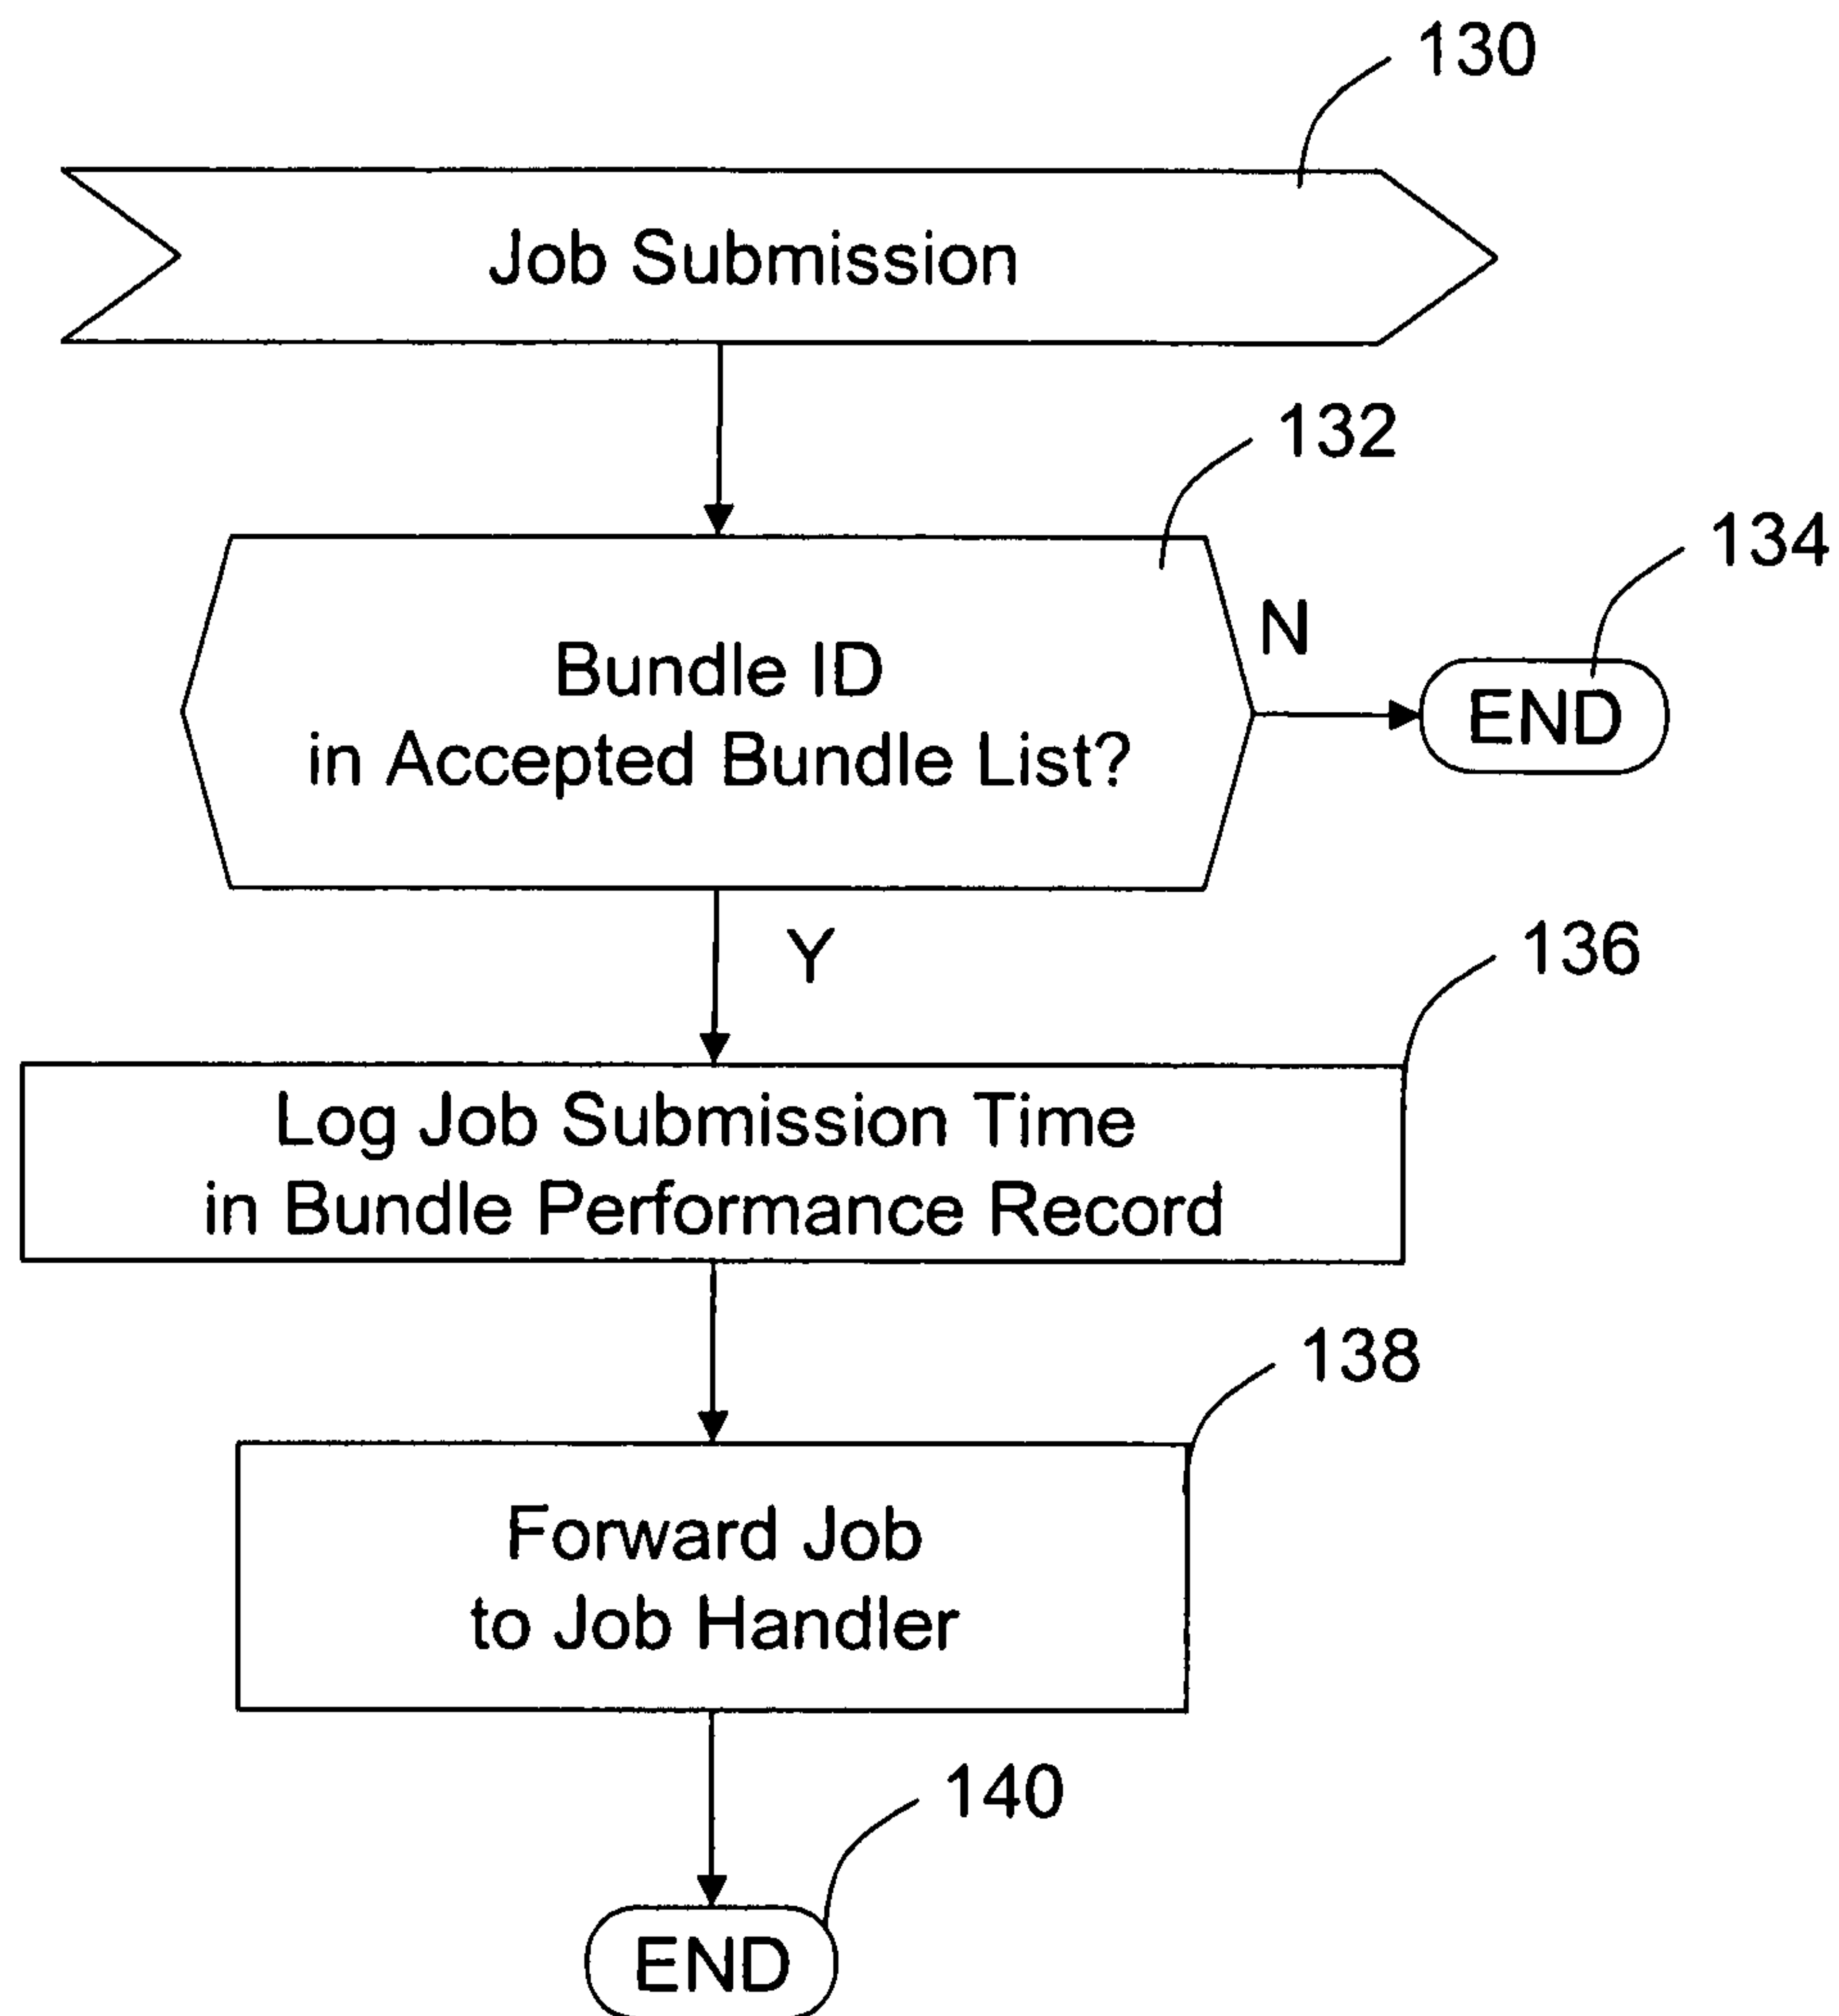 130
Job Submission
132
134
Bundle ID
N
in Accepted Bundle List?
END
Y
136
Log Job Submission Time
in Bundle Performance Record
138
Forward Job
to Job Handler
140
END